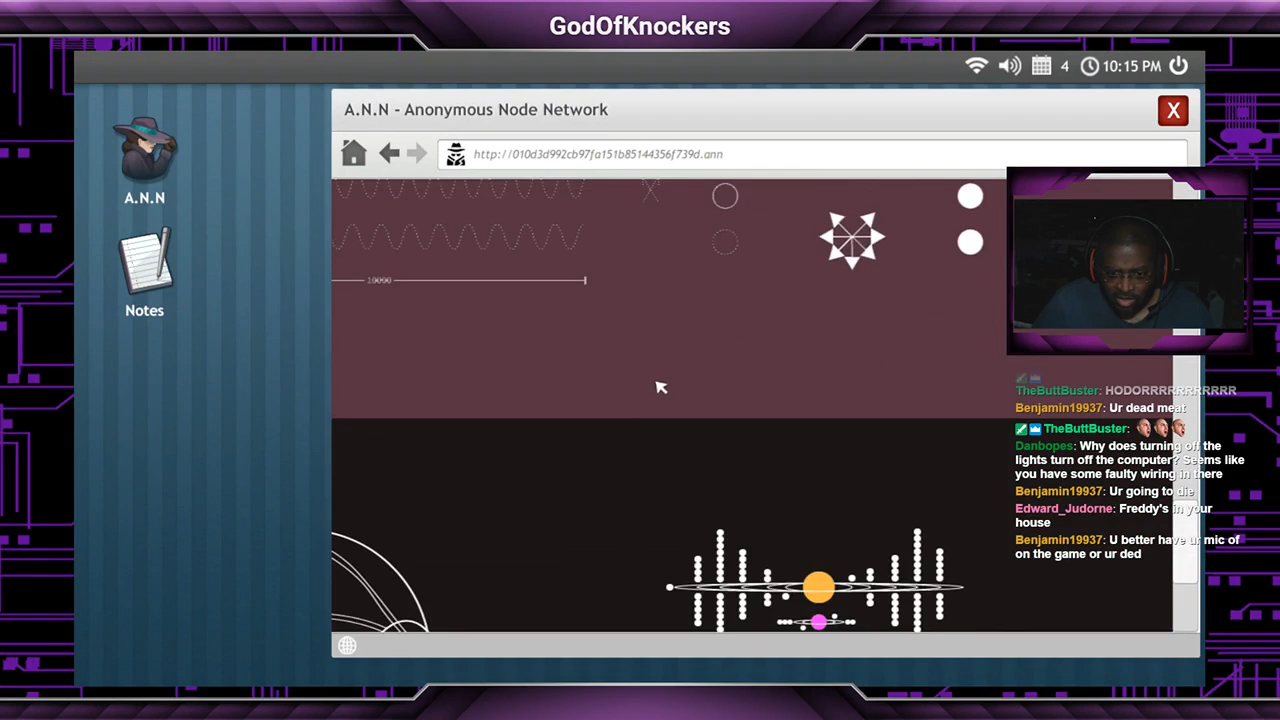 GodOfKnockers
4 10:15 PM
A.N.N - Anonymous Node Network
X
http://010d3d992cb97fa151b85144356f739d.ann
A.N.N
Notes
10000
TheButtBuster: HODORRRRRRRRRRR
Benjamin19937: Ur dead meat
TheButtBuster:
Danbopes: Why does turning off the
lights turn off the computer? Seems like
you have some faulty wiring in there
Benjamin19937: Ur going to die
Edward_Judorne: Freddy's in your
house
Benjamin19937: U better have ur mic of
on the game or ur ded